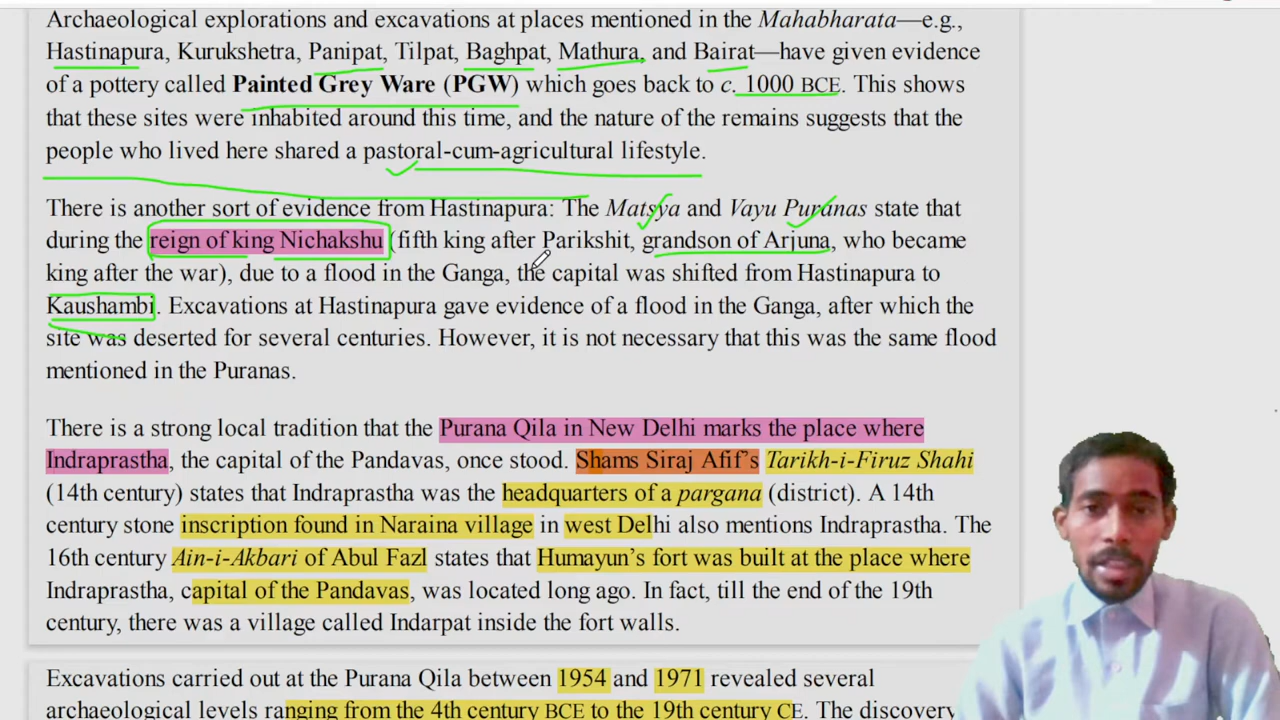 Archaeological explorations and excavations at places mentioned in the Mahabharata—e.g.,
Hastinapura, Kurukshetra, Panipat, Tilpat, Baghpat, Mathura, and Bairat—have given evidence
of a pottery called Painted Grey Ware (PGW) which goes back to c. 1000 BCE. This shows
that these sites were inhabited around this time, and the nature of the remains suggests that the
people who lived here shared a pastoral-cum-agricultural lifestyle.
There is another sort of evidence from Hastinapura: The Matsya and Vayu Puranas state that
during the reign of king Nichakshu (fifth king after Parikshit, grandson of Arjuna, who became
king after the war), due to a flood in the Ganga, the capital was shifted from Hastinapura to
Kaushambi. Excavations at Hastinapura gave evidence of a flood in the Ganga, after which the
site was deserted for several centuries. However, it is not necessary that this was the same flood
mentioned in the Puranas.
There is a strong local tradition that the Purana Qila in New Delhi marks the place where
Indraprastha, the capital of the Pandavas, once stood. Shams Siraj Afif’s Tarikh-i-Firuz Shahi
(14th century) states that Indraprastha was the headquarters of a pargana (district). A 14th
century stone inscription found in Naraina village in west Delhi also mentions Indraprastha. The
16th century Ain-i-Akbari of Abul Fazl states that Humayun’s fort was built at the place where
Indraprastha, capital of the Pandavas, was located long ago. In fact, till the end of the 19th
century, there was a village called Indarpat inside the fort walls.
Excavations carried out at the Purana Qila between 1954 and 1971 revealed several
archaeological levels ranging from the 4th century BCE to the 19th century CE. The discovery